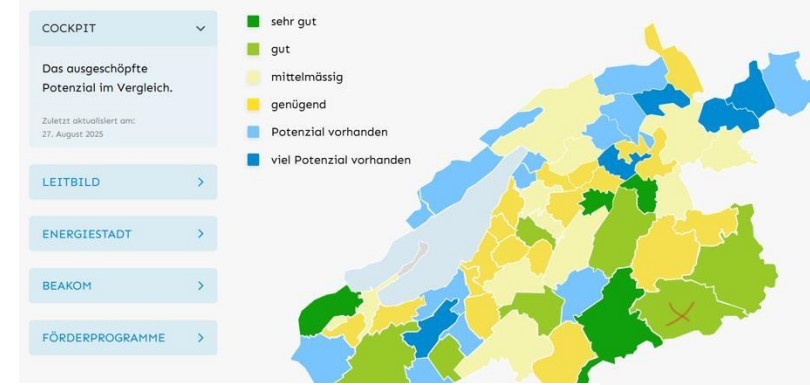 COCKPIT
Das ausgeschöpfte
Potenzial im Vergleich.
Zuletzt aktualisiert am:
27. August 2025
LEITBILD
ENERGIESTADT
BEAKOM
FÖRDERPROGRAMME
sehr gut
gut
mittelmässig
genügend
Potenzial vorhanden
viel Potenzial vorhanden